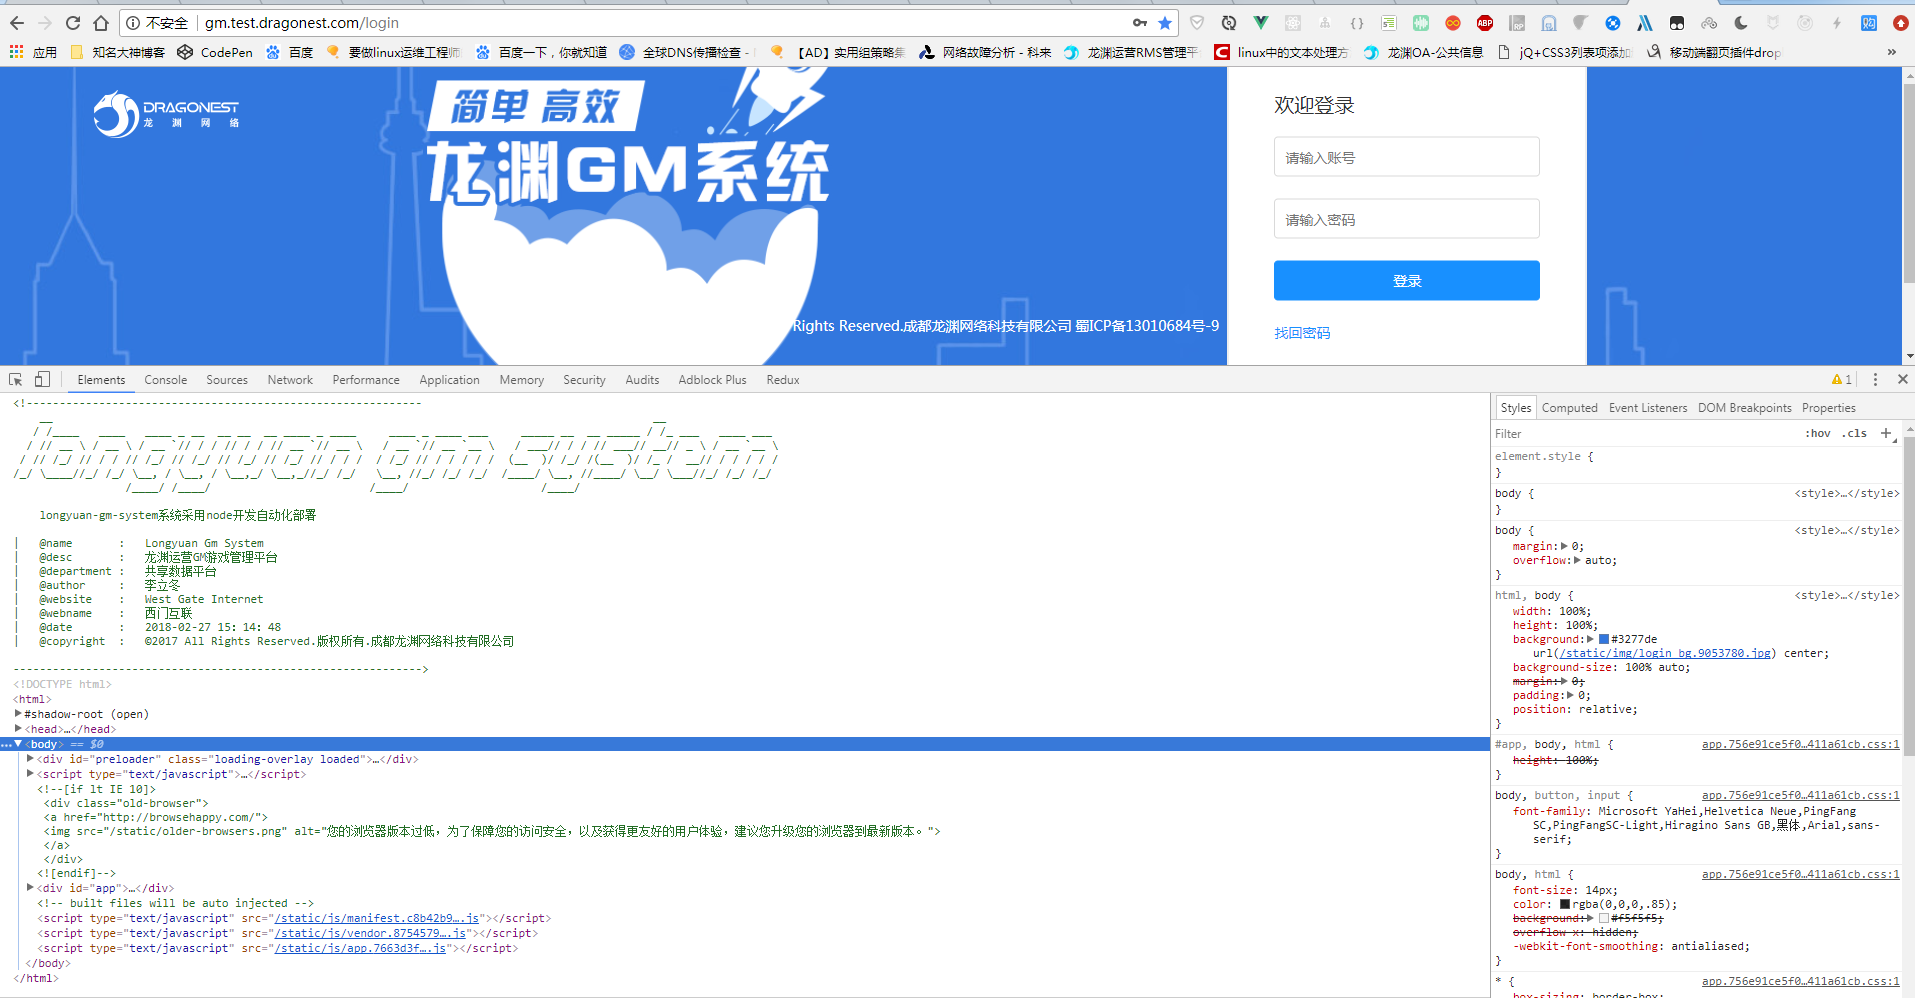 不安全 | gm.test.dragonest.com/login
应用 知名大神博客 CodePen 百度 要做linux运维工程师 百度一下，你就知道 全球DNS传播检查 - 【AD】实用组策略集 网络故障分析 - 科来 龙渊运营RMS管理平 linux中的文本处理方 龙渊OA-公共信息 jQ+CSS3列表项添加 移动端翻页插件drop »
DRAGONEST
龙渊网络
简单 高效
龙渊GM系统
Rights Reserved.成都龙渊网络科技有限公司 蜀ICP备13010684号-9
欢迎登录
请输入账号
请输入密码
登录
找回密码
Elements Console Sources Network Performance Application Memory Security Audits Adblock Plus Redux 1
<!------------------------------------------------------------
longyuan gm system
longyuan-gm-system系统采用node开发自动化部署
| @name : Longyuan Gm System
| @desc : 龙渊运营GM游戏管理平台
| @department : 共享数据平台
| @author : 李立冬
| @website : West Gate Internet
| @webname : 西门互联
| @date : 2018-02-27 15: 14: 48
| @copyright : ©2017 All Rights Reserved.版权所有.成都龙渊网络科技有限公司
-------------------------------------------------------------->
<!DOCTYPE html>
<html>
#shadow-root (open)
<head>…</head>
… <body> == $0
<div id="preloader" class="loading-overlay loaded">…</div>
<script type="text/javascript">…</script>
<!--[if lt IE 10]>
<div class="old-browser">
<a href="http://browsehappy.com/">
<img src="/static/older-browsers.png" alt="您的浏览器版本过低，为了保障您的访问安全，以及获得更友好的用户体验，建议您升级您的浏览器到最新版本。">
</a>
</div>
<![endif]-->
<div id="app">…</div>
<!-- built files will be auto injected -->
<script type="text/javascript" src="/static/js/manifest.c8b42b9….js"></script>
<script type="text/javascript" src="/static/js/vendor.8754579….js"></script>
<script type="text/javascript" src="/static/js/app.7663d3f….js"></script>
</body>
</html>
Styles Computed Event Listeners DOM Breakpoints Properties
Filter :hov .cls +
element.style {
}
body { <style>…</style>
}
body { <style>…</style>
margin: 0;
overflow: auto;
}
html, body { <style>…</style>
width: 100%;
height: 100%;
background: #3277de
url(/static/img/login_bg.9053780.jpg) center;
background-size: 100% auto;
margin: 0;
padding: 0;
position: relative;
}
#app, body, html { app.756e91ce5f0…411a61cb.css:1
height: 100%;
}
body, button, input { app.756e91ce5f0…411a61cb.css:1
font-family: Microsoft YaHei,Helvetica Neue,PingFang
SC,PingFangSC-Light,Hiragino Sans GB,黑体,Arial,sans-
serif;
}
body, html { app.756e91ce5f0…411a61cb.css:1
font-size: 14px;
color: rgba(0,0,0,.85);
background: #f5f5f5;
overflow-x: hidden;
-webkit-font-smoothing: antialiased;
}
* { app.756e91ce5f0…411a61cb.css:1
box-sizing: border-box;